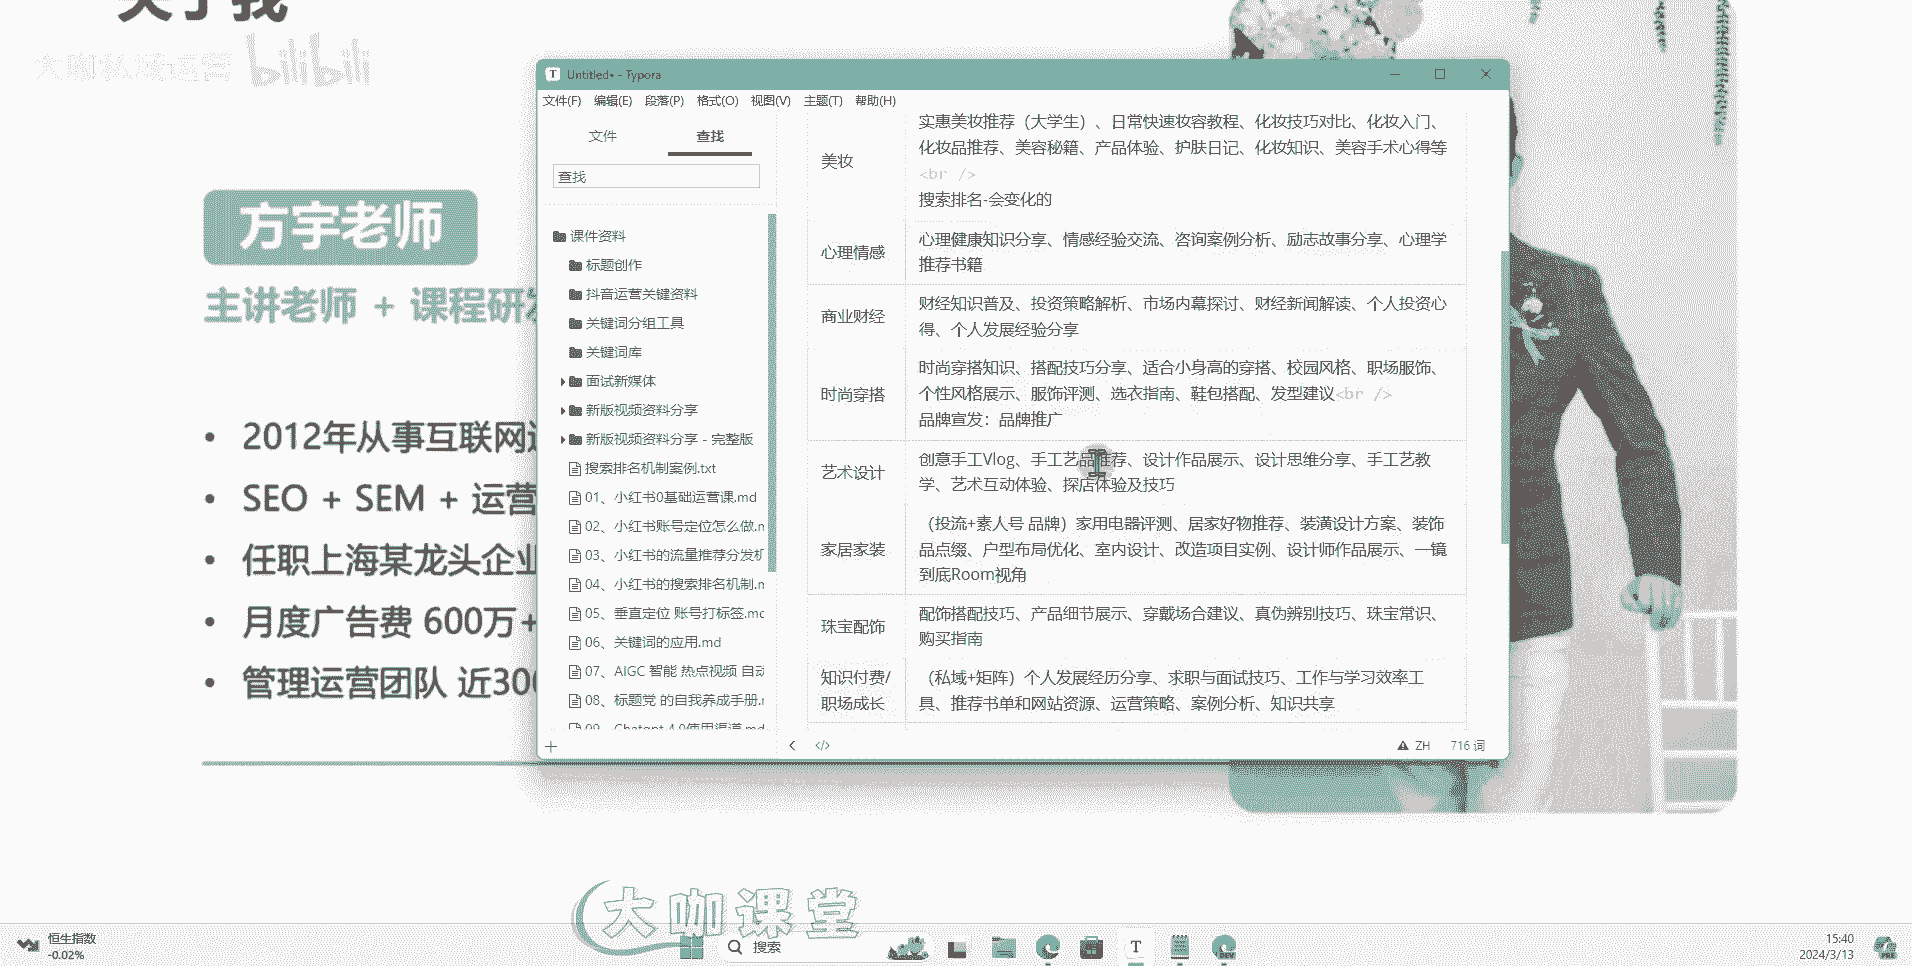 关于我
大咖私域运营 bilibili
方宇老师
主讲老师 + 课程研发
2012年从事互联网
SEO + SEM + 运营
任职上海某龙头企业
月度广告费 600万+
管理运营团队 近300
Untitled• - Typora
文件(F) 编辑(E) 段落(P) 格式(O) 视图(V) 主题(T) 帮助(H)
文件 查找
查找
课件资料
标题创作
抖音运营关键资料
关键词分组工具
关键词库
面试新媒体
新版视频资料分享
新版视频资料分享 - 完整版
搜索排名机制案例.txt
01、小红书0基础运营课.md
02、小红书账号定位怎么做.m
03、小红书的流量推荐分发机
04、小红书的搜索排名机制.m
05、垂直定位 账号打标签.mc
06、关键词的应用.md
07、AIGC 智能 热点视频 自动
08、标题党 的自我养成手册.r
09、Chatgpt 4.0使用渠道.md
美妆
实惠美妆推荐（大学生）、日常快速妆容教程、化妆技巧对比、化妆入门、
化妆品推荐、美容秘籍、产品体验、护肤日记、化妆知识、美容手术心得等
<br />
搜索排名-会变化的
心理情感
心理健康知识分享、情感经验交流、咨询案例分析、励志故事分享、心理学
推荐书籍
商业财经
财经知识普及、投资策略解析、市场内幕探讨、财经新闻解读、个人投资心
得、个人发展经验分享
时尚穿搭
时尚穿搭知识、搭配技巧分享、适合小身高的穿搭、校园风格、职场服饰、
个性风格展示、服饰评测、选衣指南、鞋包搭配、发型建议<br />
品牌宣发：品牌推广
艺术设计
创意手工Vlog、手工艺品推荐、设计作品展示、设计思维分享、手工艺教
学、艺术互动体验、探店体验及技巧
家居家装
（投流+素人号 品牌）家用电器评测、居家好物推荐、装潢设计方案、装饰
品点缀、户型布局优化、室内设计、改造项目实例、设计师作品展示、一镜
到底Room视角
珠宝配饰
配饰搭配技巧、产品细节展示、穿戴场合建议、真伪辨别技巧、珠宝常识、
购买指南
知识付费/
职场成长
（私域+矩阵）个人发展经历分享、求职与面试技巧、工作与学习效率工
具、推荐书单和网站资源、运营策略、案例分析、知识共享
ZH 716 词
大咖课堂
恒生指数
-0.02%
搜索
15:40
2024/3/13